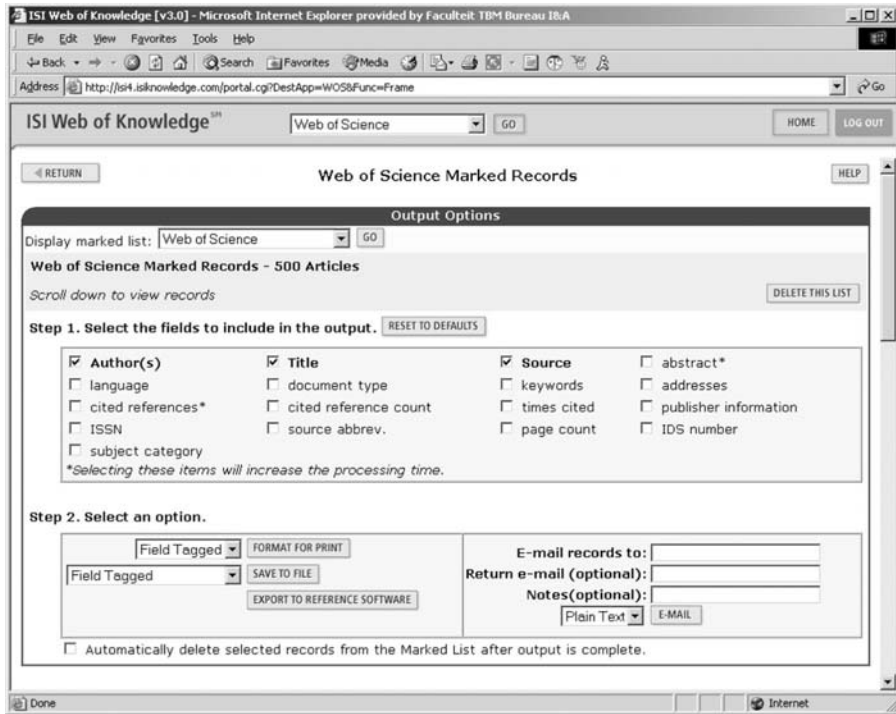 ISI Web of Knowledge [v3.0] - Microsoft Internet Explorer provided by Faculteit TBM Bureau I&A
File Edit View Favorites Tools Help
Back Search Favorites Media
Address http://isi4.isiknowledge.com/portal.cgi?DestApp=WOS&Func=Frame Go
ISI Web of Knowledge SM Web of Science GO HOME LOG OUT
RETURN Web of Science Marked Records HELP
Output Options
Display marked list: Web of Science GO
Web of Science Marked Records - 500 Articles
Scroll down to view records DELETE THIS LIST
Step 1. Select the fields to include in the output. RESET TO DEFAULTS
Author(s) Title Source abstract*
language document type keywords addresses
cited references* cited reference count times cited publisher information
ISSN source abbrev. page count IDS number
subject category
*Selecting these items will increase the processing time.
Step 2. Select an option.
Field Tagged FORMAT FOR PRINT
Field Tagged SAVE TO FILE
EXPORT TO REFERENCE SOFTWARE
E-mail records to:
Return e-mail (optional):
Notes(optional):
Plain Text E-MAIL
Automatically delete selected records from the Marked List after output is complete.
Done Internet